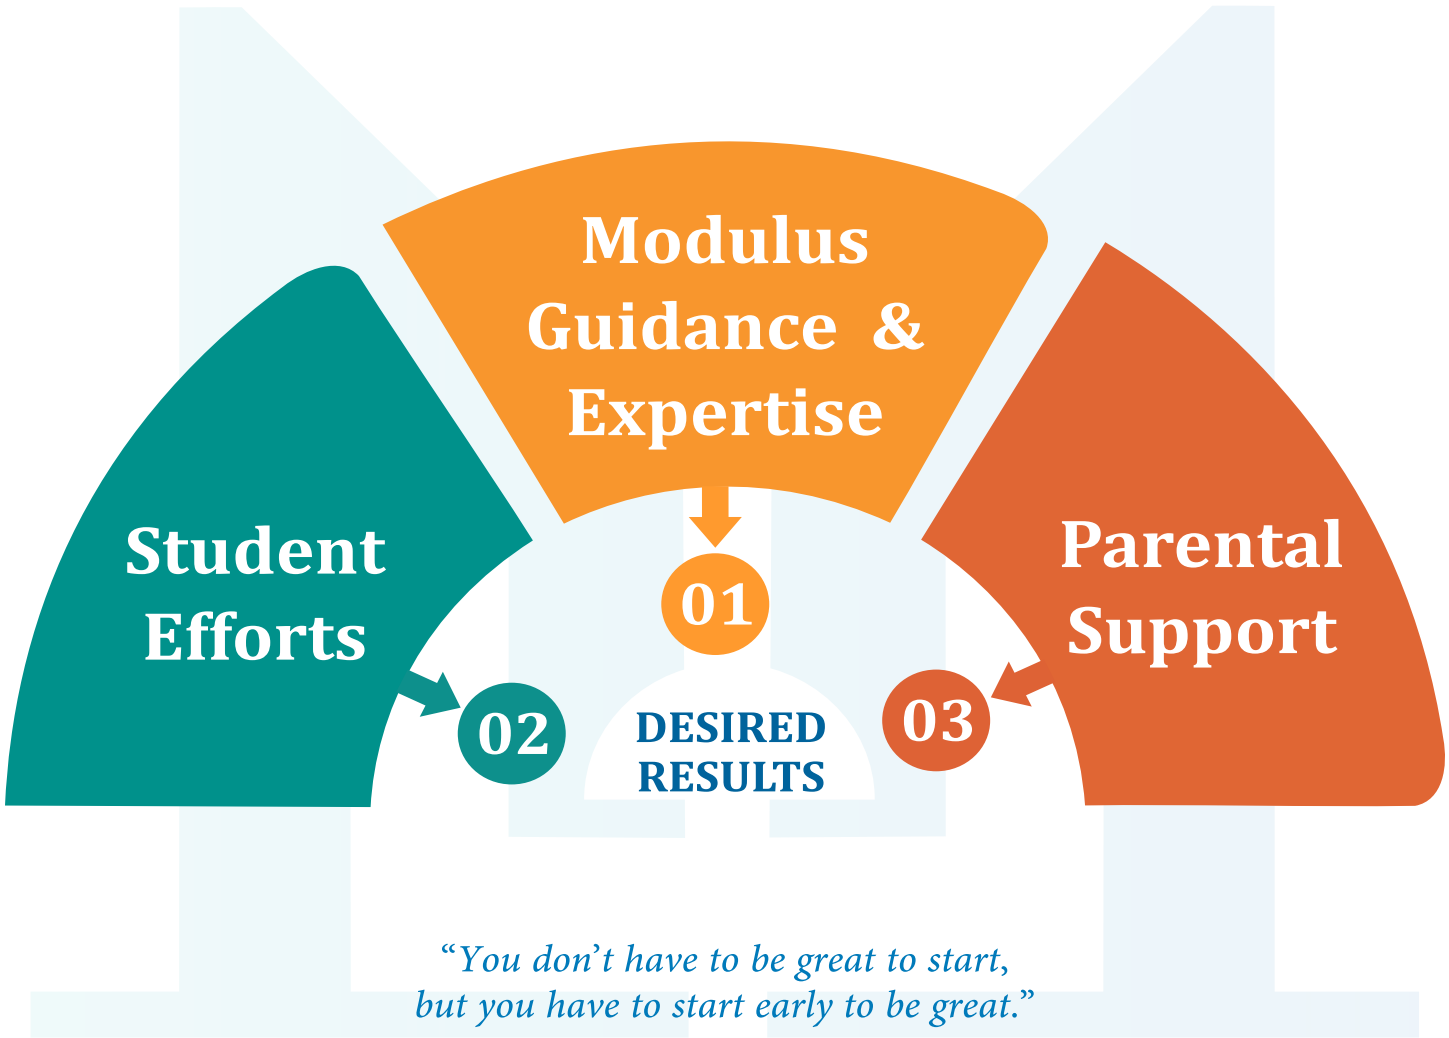 Modulus
Guidance &
Expertise
Student
Efforts
Parental
Support
01
02
03
DESIRED
RESULTS
“You don’t have to be great to start,
but you have to start early to be great.”